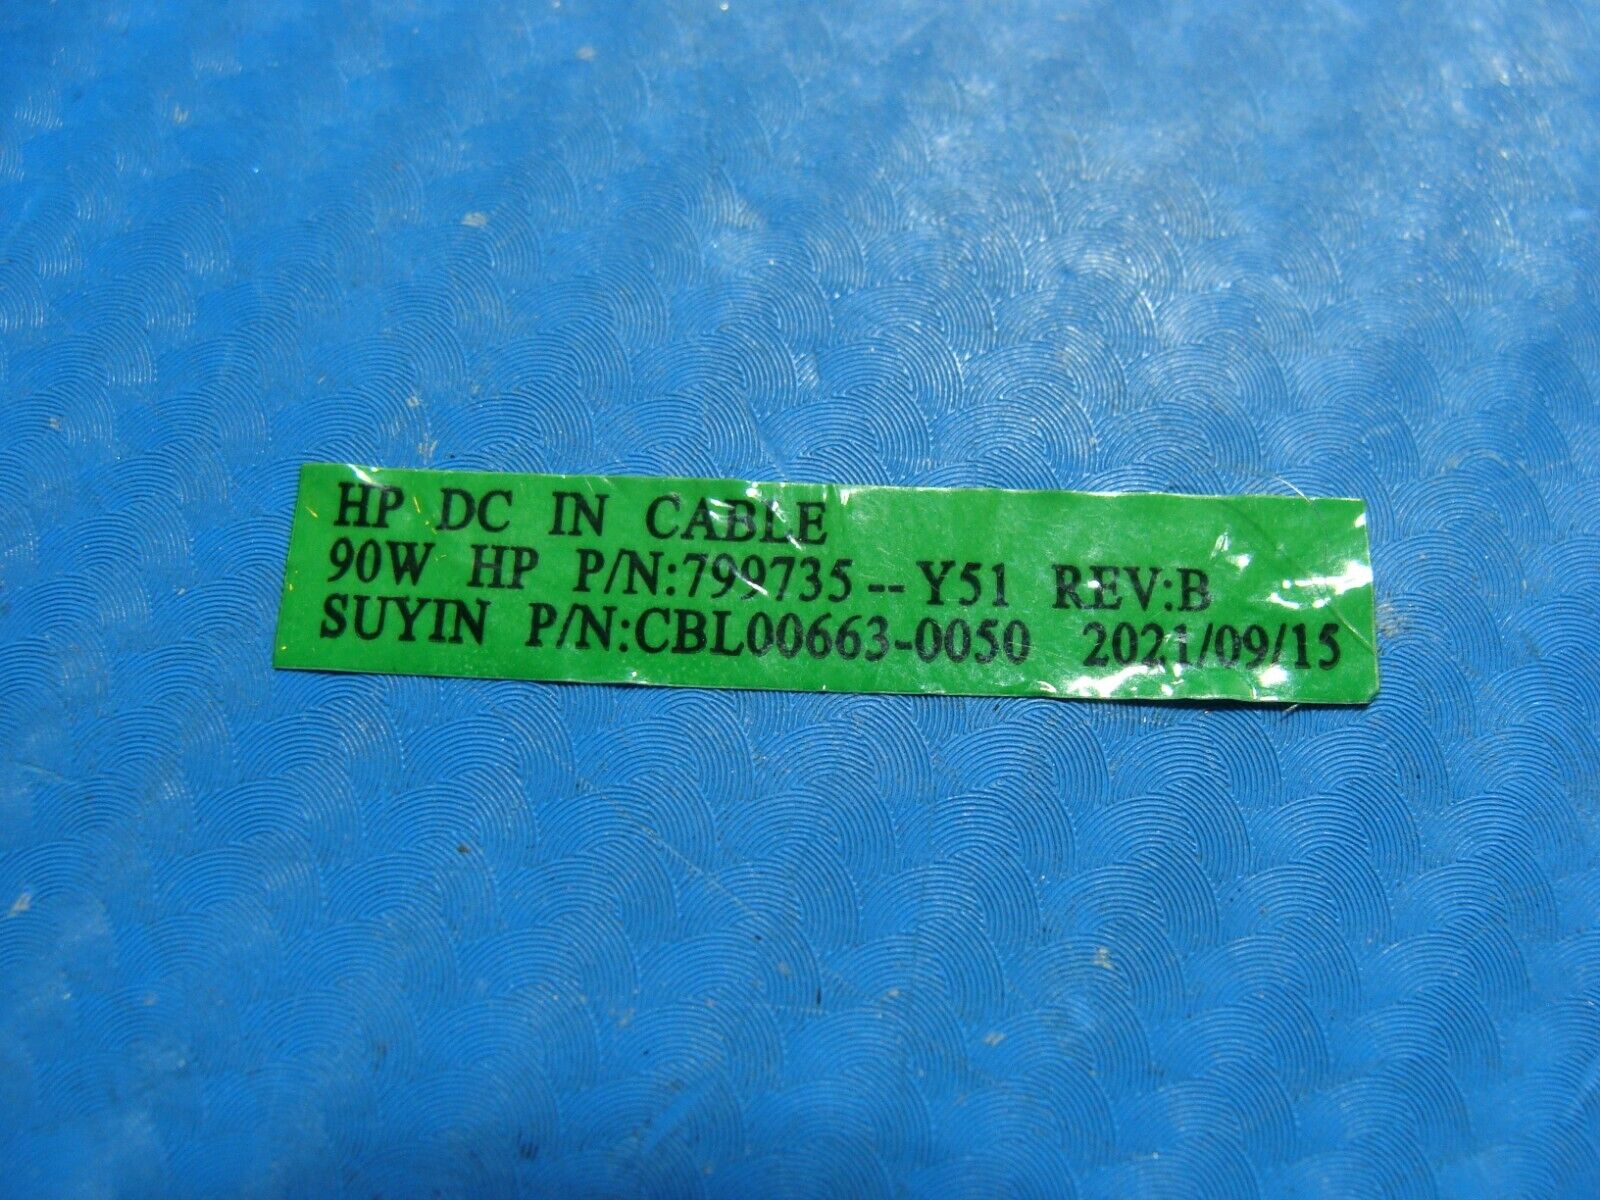 HP DC IN CABLE
90W HP P/N:799735--Y51 REV:B
SUYIN P/N:CBL00663-0050 2021/09/15